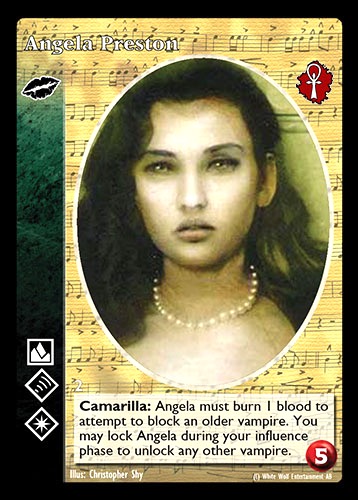 Angela Preston
2
Camarilla: Angela must burn 1 blood to
attempt to block an older vampire. You
may lock Angela during your influence
phase to unlock any other vampire.
5
Illus: Christopher Shy
(C) White Wolf Entertainment AB